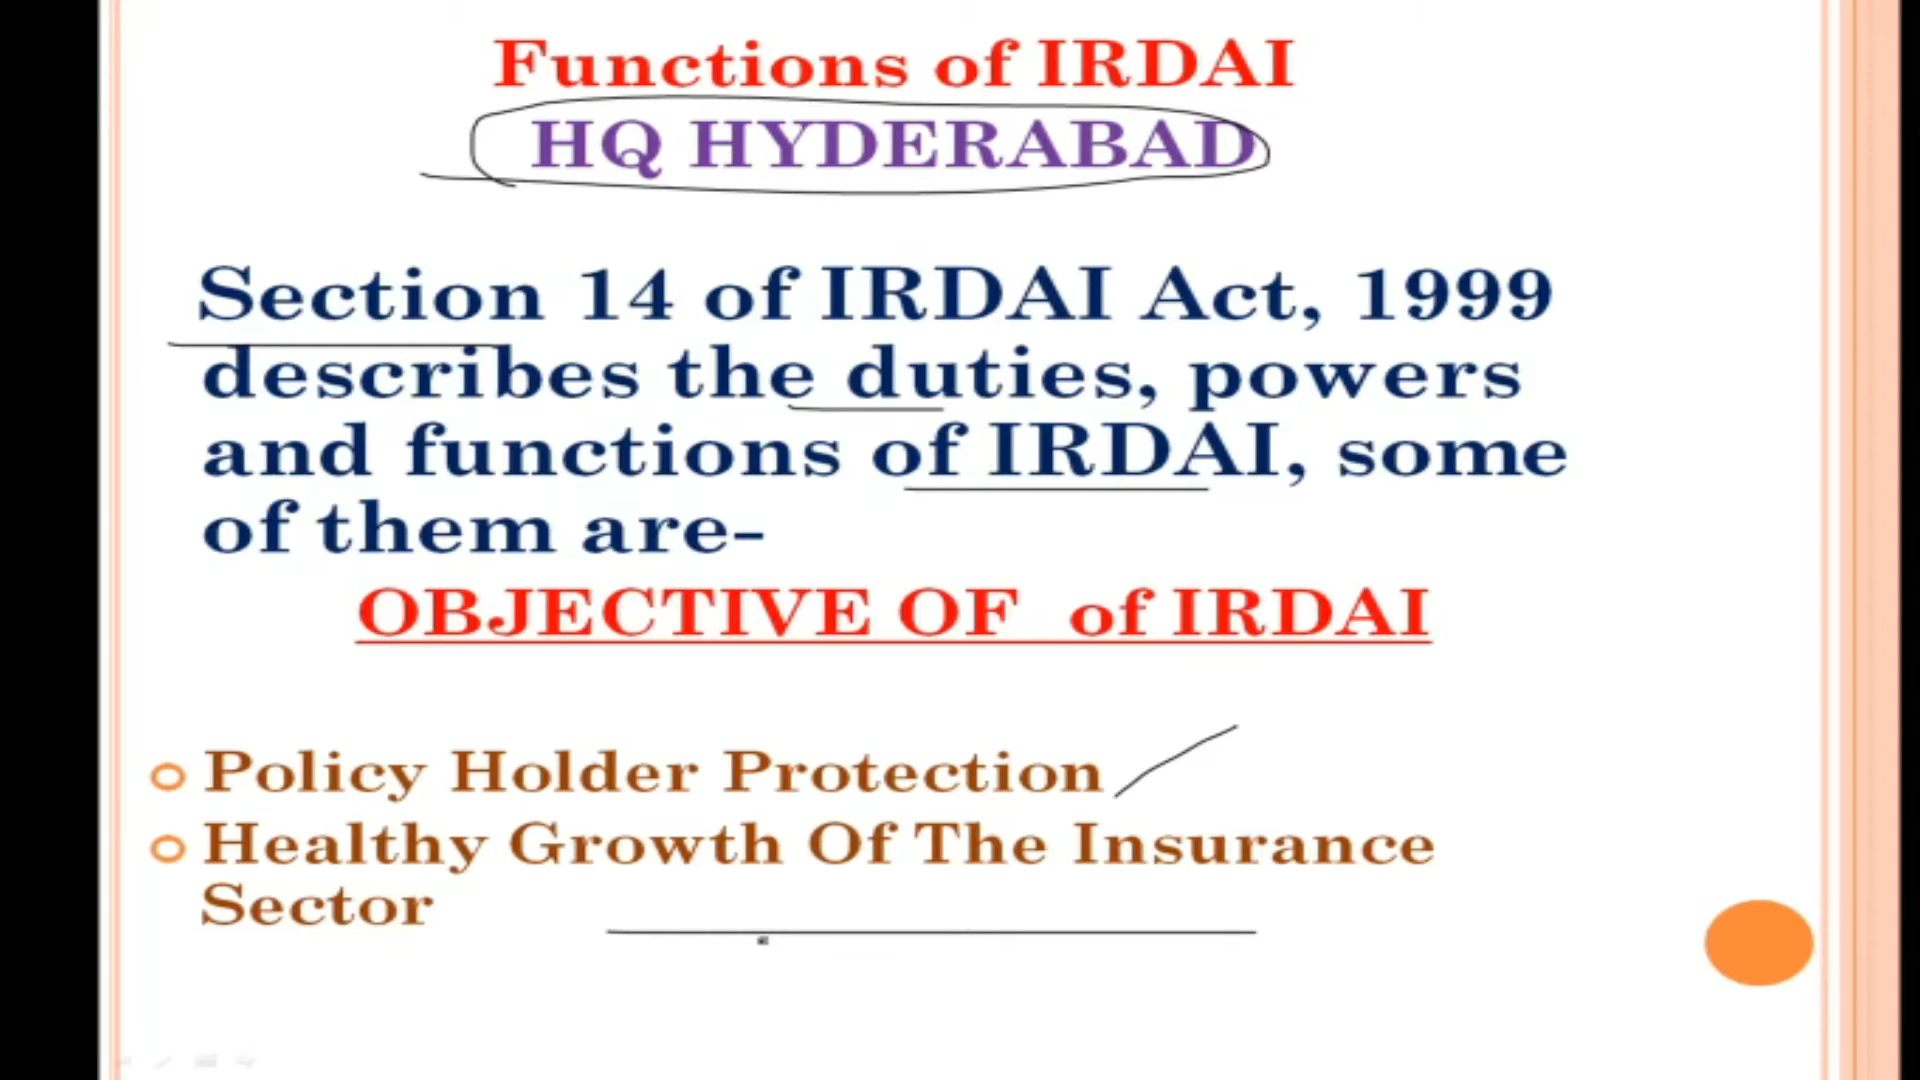 Functions of IRDAI
HQ HYDERABAD
Section 14 of IRDAI Act, 1999
describes the duties, powers
and functions of IRDAI, some
of them are-
OBJECTIVE OF of IRDAI
Policy Holder Protection
Healthy Growth Of The Insurance
Sector